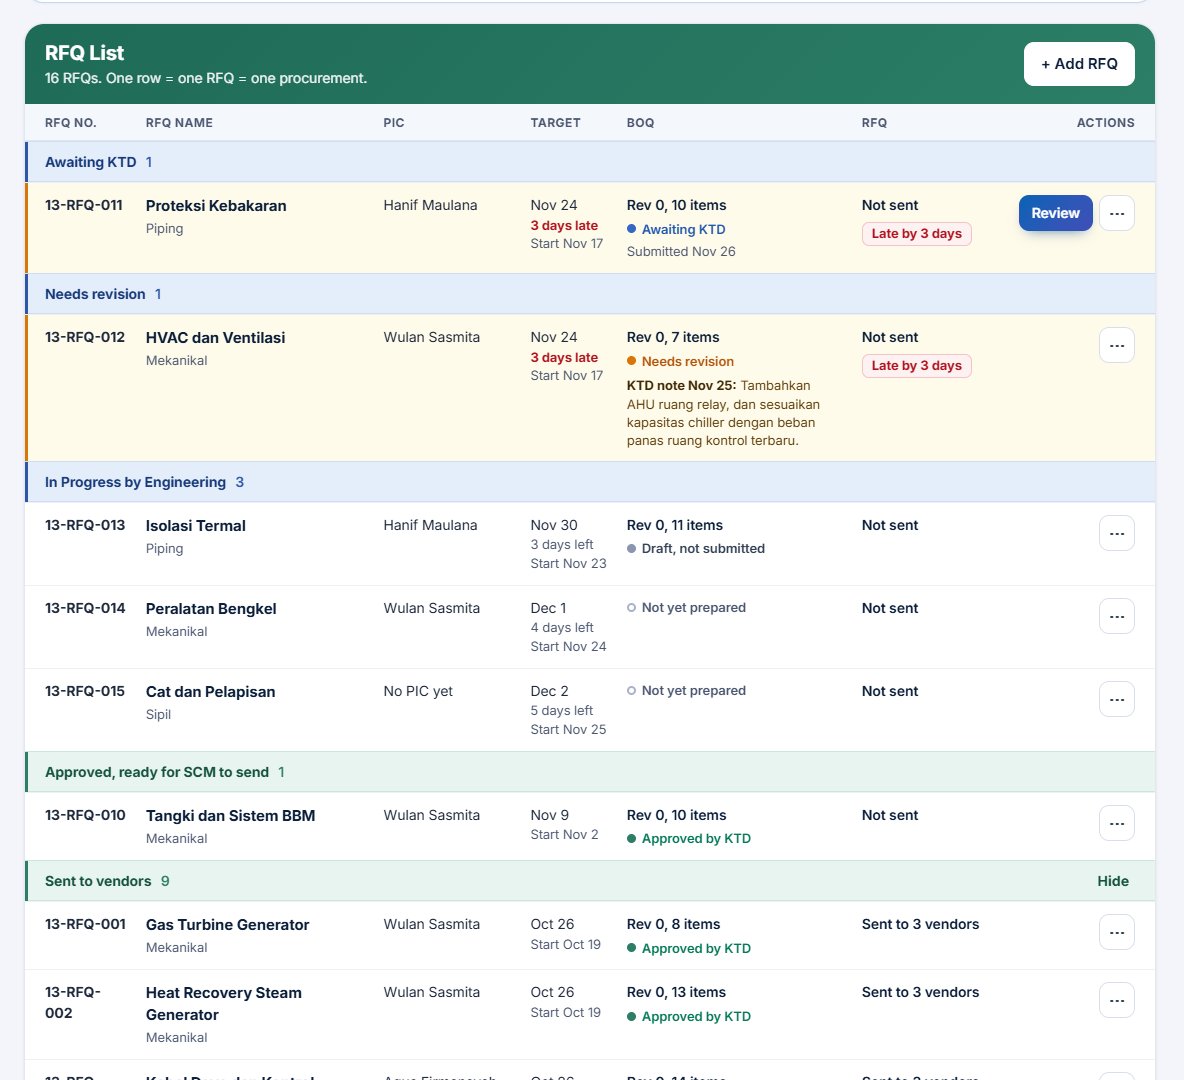 RFQ List
16 RFQs. One row = one RFQ = one procurement.
+ Add RFQ
RFQ NO. RFQ NAME PIC TARGET BOQ RFQ ACTIONS
Awaiting KTD 1
13-RFQ-011 Proteksi Kebakaran Hanif Maulana Nov 24 Rev 0, 10 items Not sent Review ...
Piping 3 days late Awaiting KTD Late by 3 days
Start Nov 17 Submitted Nov 26
Needs revision 1
13-RFQ-012 HVAC dan Ventilasi Wulan Sasmita Nov 24 Rev 0, 7 items Not sent ...
Mekanikal 3 days late Needs revision Late by 3 days
Start Nov 17 KTD note Nov 25: Tambahkan
AHU ruang relay, dan sesuaikan
kapasitas chiller dengan beban
panas ruang kontrol terbaru.
In Progress by Engineering 3
13-RFQ-013 Isolasi Termal Hanif Maulana Nov 30 Rev 0, 11 items Not sent ...
Piping 3 days left Draft, not submitted
Start Nov 23
13-RFQ-014 Peralatan Bengkel Wulan Sasmita Dec 1 Not yet prepared Not sent ...
Mekanikal 4 days left
Start Nov 24
13-RFQ-015 Cat dan Pelapisan No PIC yet Dec 2 Not yet prepared Not sent ...
Sipil 5 days left
Start Nov 25
Approved, ready for SCM to send 1
13-RFQ-010 Tangki dan Sistem BBM Wulan Sasmita Nov 9 Rev 0, 10 items Not sent ...
Mekanikal Start Nov 2 Approved by KTD
Sent to vendors 9 Hide
13-RFQ-001 Gas Turbine Generator Wulan Sasmita Oct 26 Rev 0, 8 items Sent to 3 vendors ...
Mekanikal Start Oct 19 Approved by KTD
13-RFQ- Heat Recovery Steam Wulan Sasmita Oct 26 Rev 0, 13 items Sent to 3 vendors ...
002 Generator Start Oct 19 Approved by KTD
Mekanikal